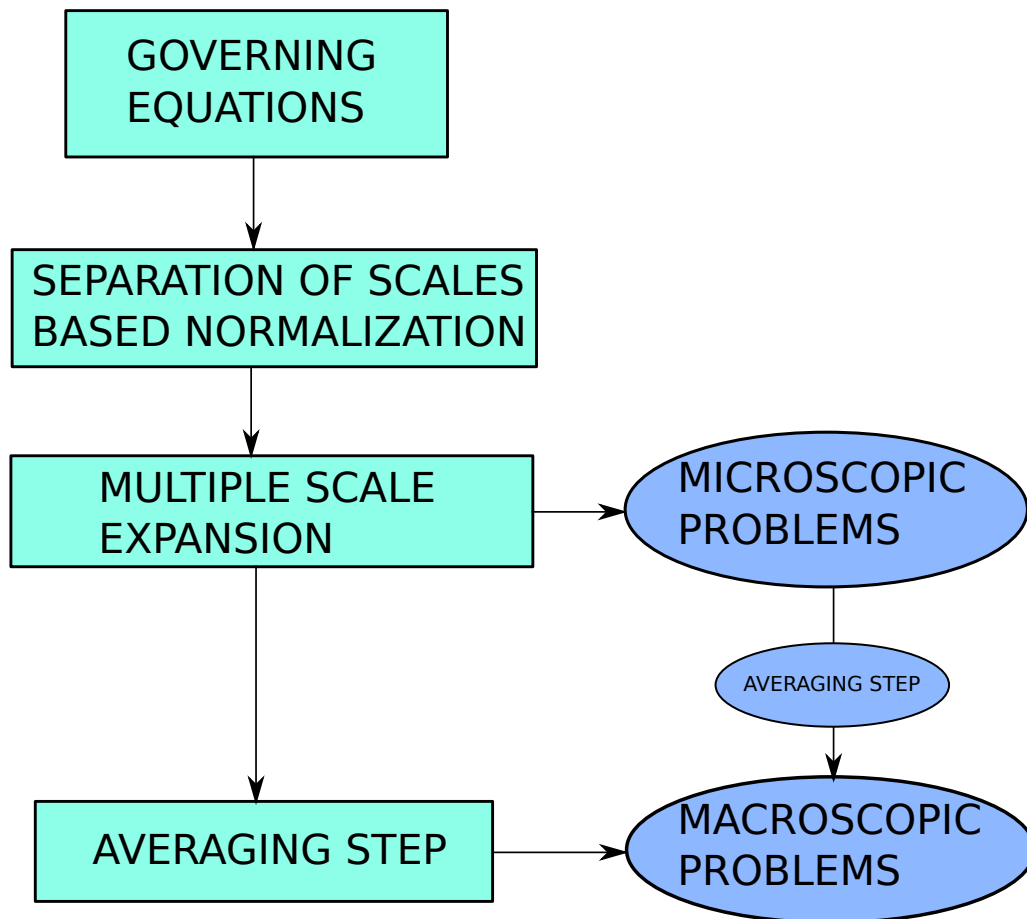 GOVERNING
EQUATIONS
SEPARATION OF SCALES
BASED NORMALIZATION
MULTIPLE SCALE
EXPANSION
MICROSCOPIC
PROBLEMS
AVERAGING STEP
AVERAGING STEP
MACROSCOPIC
PROBLEMS